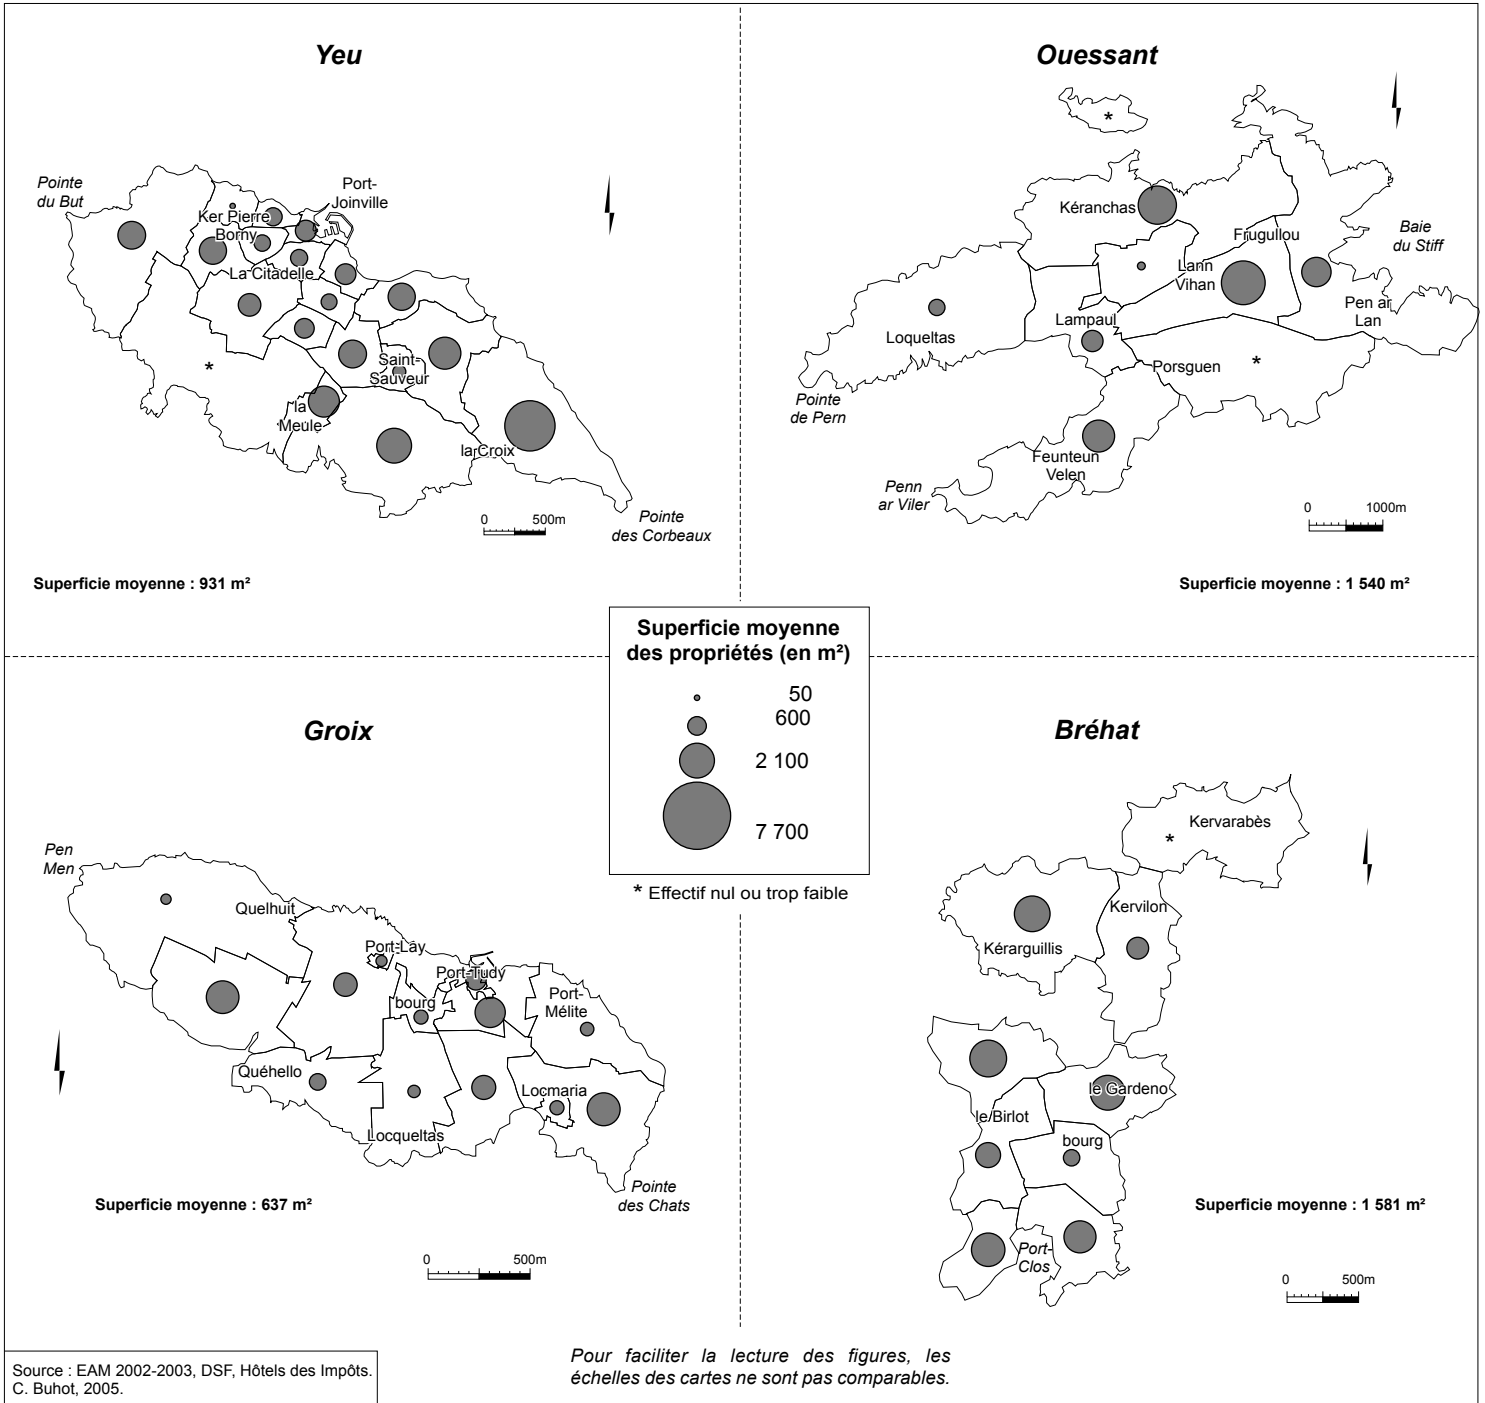 Yeu
Pointe
du But
Port-
Joinville
Ker Pierre
Borny
La Citadelle
*
Saint-
Sauveur
la
Meule
la Croix
0 500m
Pointe
des Corbeaux
Superficie moyenne : 931 m²
Ouessant
*
Kéranchas
Frugullou
Baie
du Stiff
Lann
Vihan
Pen ar
Lan
Lampaul
Loqueltas
Porsguen
*
Pointe
de Pern
Feunteun
Velen
Penn
ar Viler
0 1000m
Superficie moyenne : 1 540 m²
Superficie moyenne
des propriétés (en m²)
50
600
2 100
7 700
* Effectif nul ou trop faible
Groix
Pen
Men
Quelhuit
Port-Lay
Port-Tudy
bourg
Port-
Mélite
Quéhello
Locmaria
Locqueltas
Pointe
des Chats
Superficie moyenne : 637 m²
0 500m
Bréhat
Kervarabès
*
Kervilon
Kérarguillis
le Gardeno
le Birlot
bourg
Port-
Clos
Superficie moyenne : 1 581 m²
0 500m
Source : EAM 2002-2003, DSF, Hôtels des Impôts.
C. Buhot, 2005.
Pour faciliter la lecture des figures, les
échelles des cartes ne sont pas comparables.